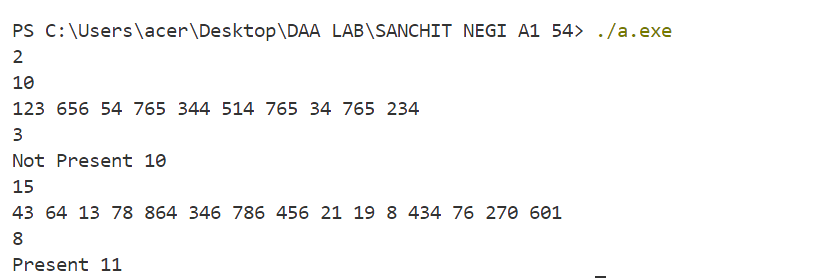 PS C:\Users\acer\Desktop\DAA LAB\SANCHIT NEGI A1 54> ./a.exe
2
10
123 656 54 765 344 514 765 34 765 234
3
Not Present 10
15
43 64 13 78 864 346 786 456 21 19 8 434 76 270 601
8
Present 11